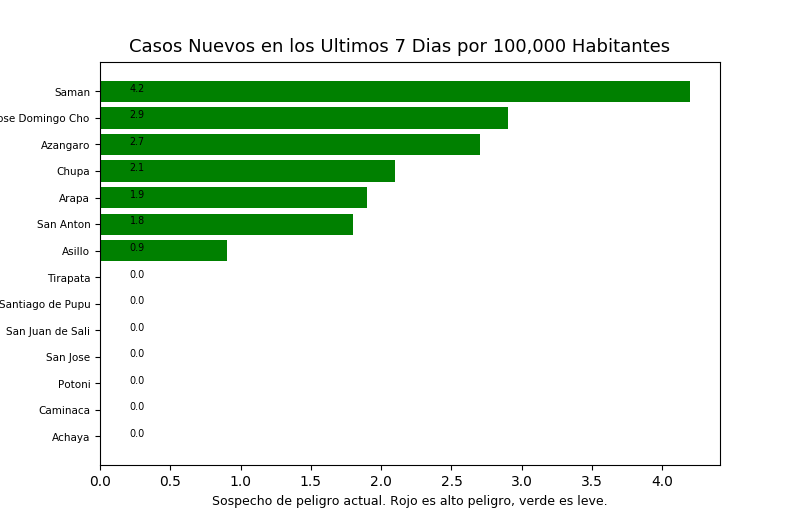 Casos Nuevos en los Ultimos 7 Dias por 100,000 Habitantes
Saman 4.2
ose Domingo Cho 2.9
Azangaro 2.7
Chupa 2.1
Arapa 1.9
San Anton 1.8
Asillo 0.9
Tirapata 0.0
Santiago de Pupu 0.0
San Juan de Sali 0.0
San Jose 0.0
Potoni 0.0
Caminaca 0.0
Achaya 0.0
0.0 0.5 1.0 1.5 2.0 2.5 3.0 3.5 4.0
Sospecho de peligro actual. Rojo es alto peligro, verde es leve.